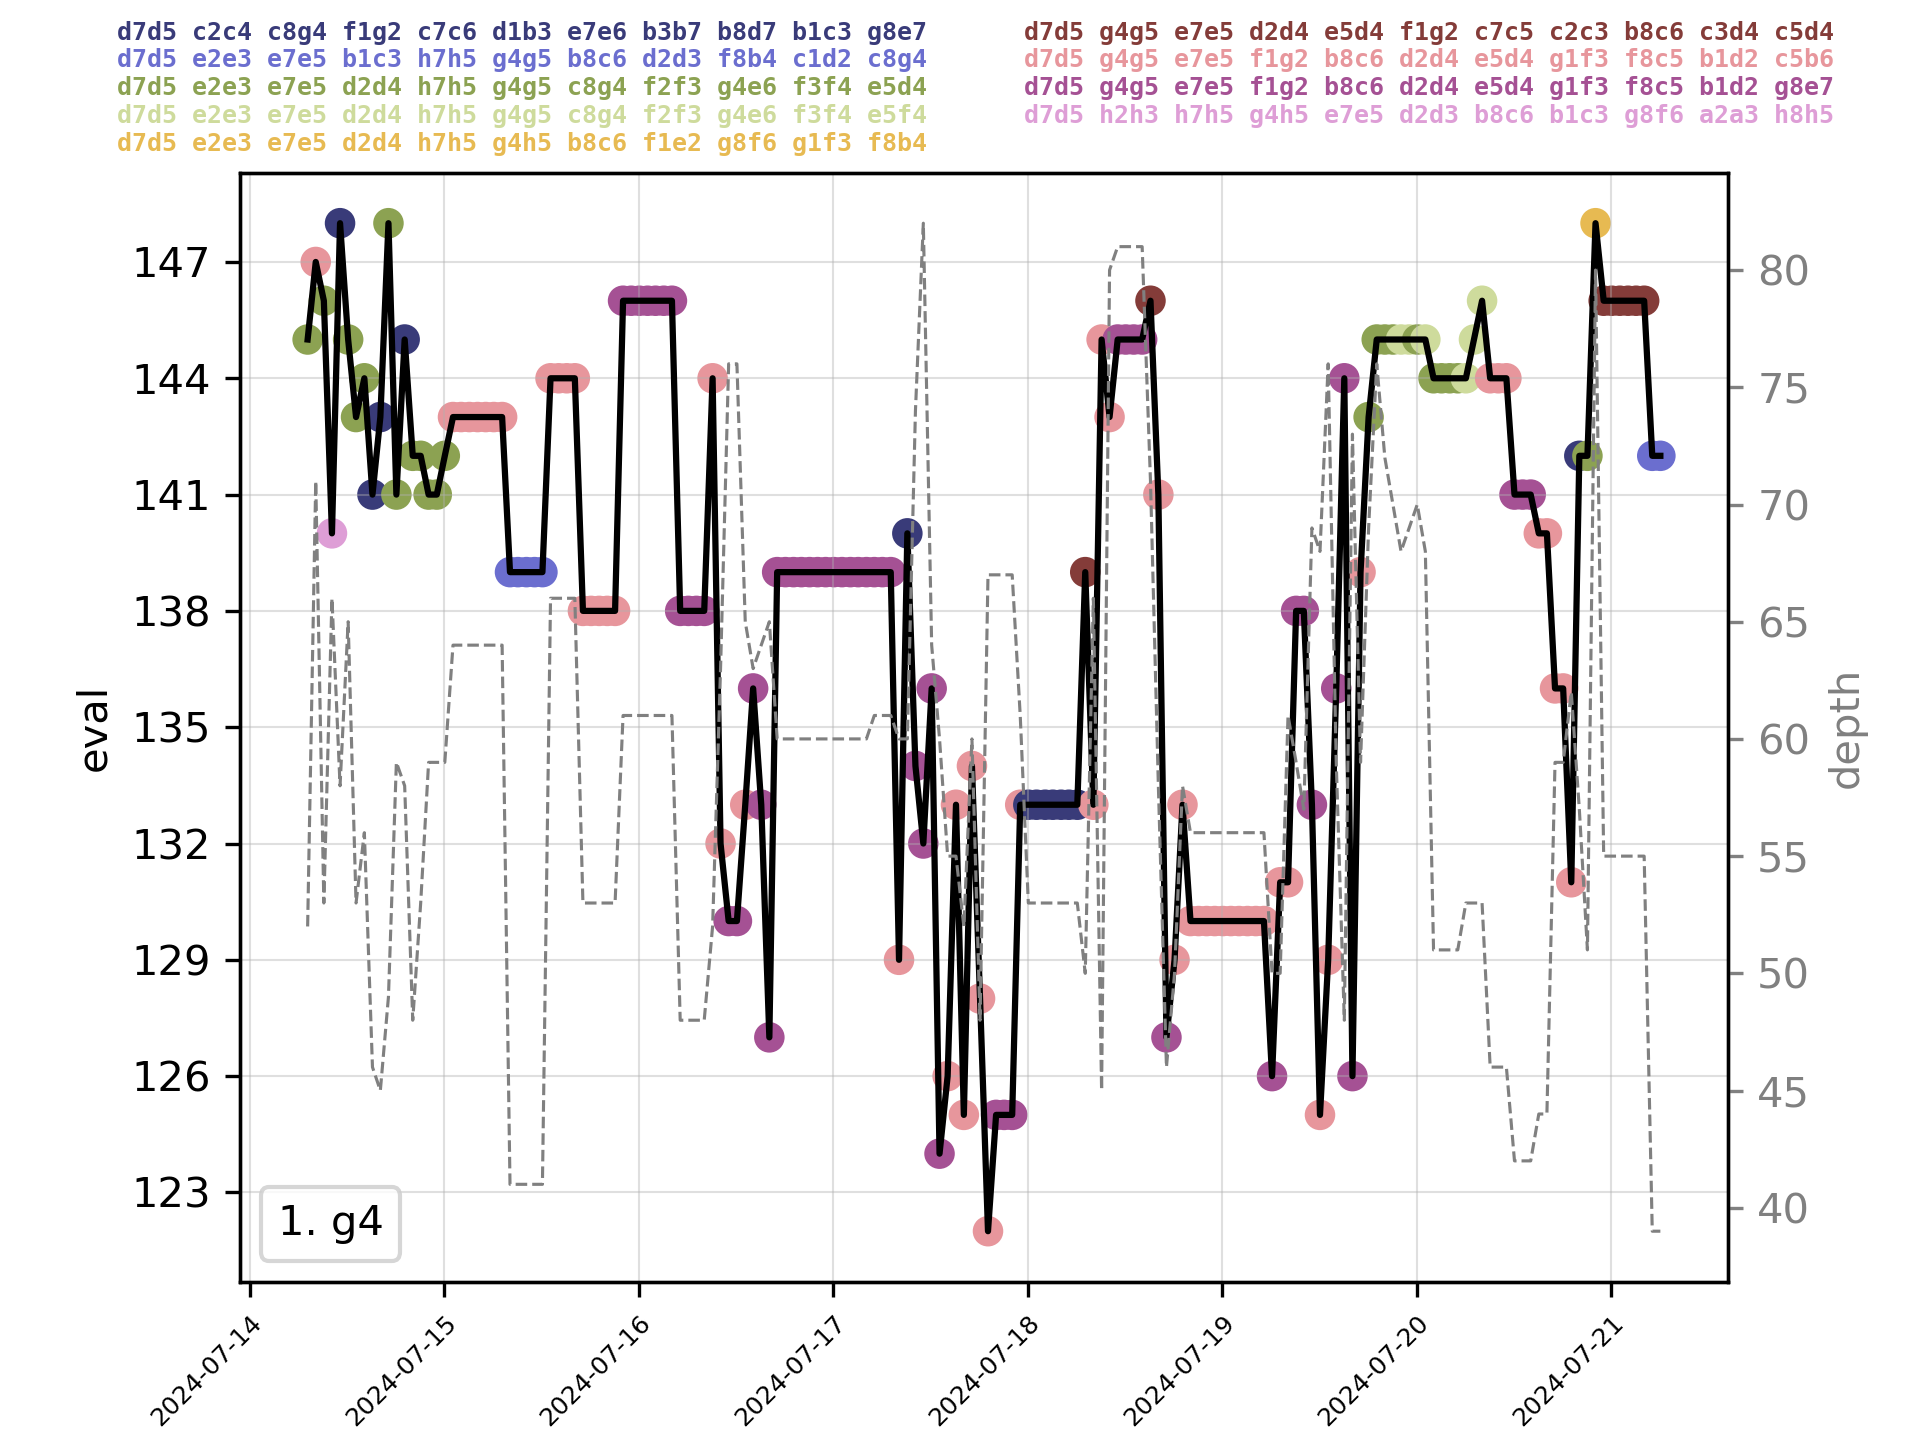 d7d5 c2c4 c8g4 f1g2 c7c6 d1b3 e7e6 b3b7 b8d7 b1c3 g8e7
d7d5 e2e3 e7e5 b1c3 h7h5 g4g5 b8c6 d2d3 f8b4 c1d2 c8g4
d7d5 e2e3 e7e5 d2d4 h7h5 g4g5 c8g4 f2f3 g4e6 f3f4 e5d4
d7d5 e2e3 e7e5 d2d4 h7h5 g4g5 c8g4 f2f3 g4e6 f3f4 e5f4
d7d5 e2e3 e7e5 d2d4 h7h5 g4h5 b8c6 f1e2 g8f6 g1f3 f8b4
d7d5 g4g5 e7e5 d2d4 e5d4 f1g2 c7c5 c2c3 b8c6 c3d4 c5d4
d7d5 g4g5 e7e5 f1g2 b8c6 d2d4 e5d4 g1f3 f8c5 b1d2 c5b6
d7d5 g4g5 e7e5 f1g2 b8c6 d2d4 e5d4 g1f3 f8c5 b1d2 g8e7
d7d5 h2h3 h7h5 g4h5 e7e5 d2d3 b8c6 b1c3 g8f6 a2a3 h8h5
eval
147
144
141
138
135
132
129
126
123
80
75
70
65
60
55
50
45
40
depth
1. g4
2024-07-14
2024-07-15
2024-07-16
2024-07-17
2024-07-18
2024-07-19
2024-07-20
2024-07-21